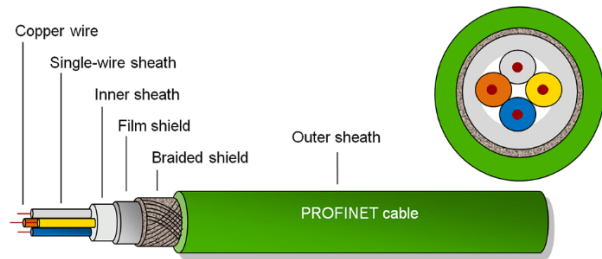 Copper wire
Single-wire sheath
Inner sheath
Film shield
Braided shield
Outer sheath
PROFINET cable